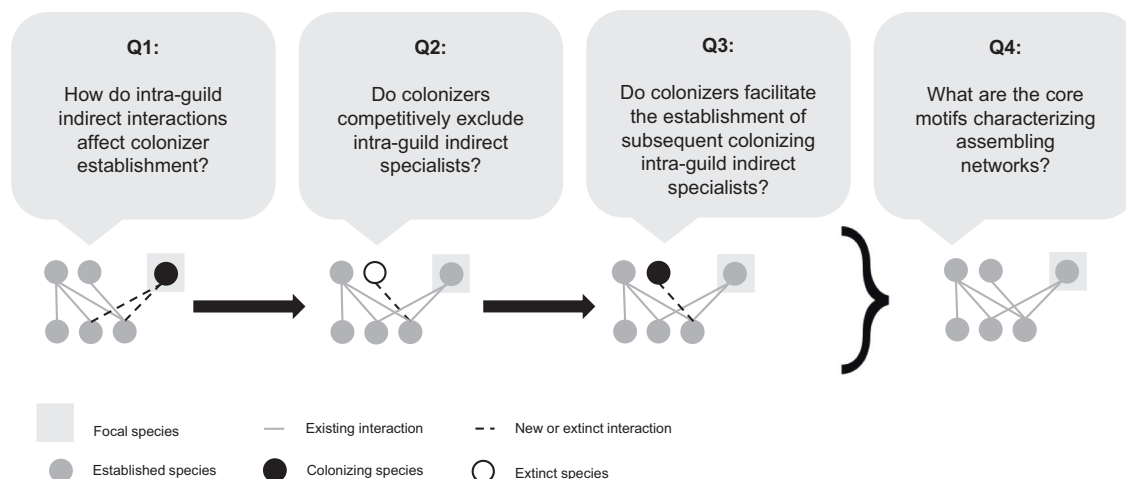 Q1:
How do intra-guild
indirect interactions
affect colonizer
establishment?
Q2:
Do colonizers
competitively exclude
intra-guild indirect
specialists?
Q3:
Do colonizers facilitate
the establishment of
subsequent colonizing
intra-guild indirect
specialists?
Q4:
What are the core
motifs characterizing
assembling
networks?
Focal species
Existing interaction
New or extinct interaction
Established species
Colonizing species
Extinct species